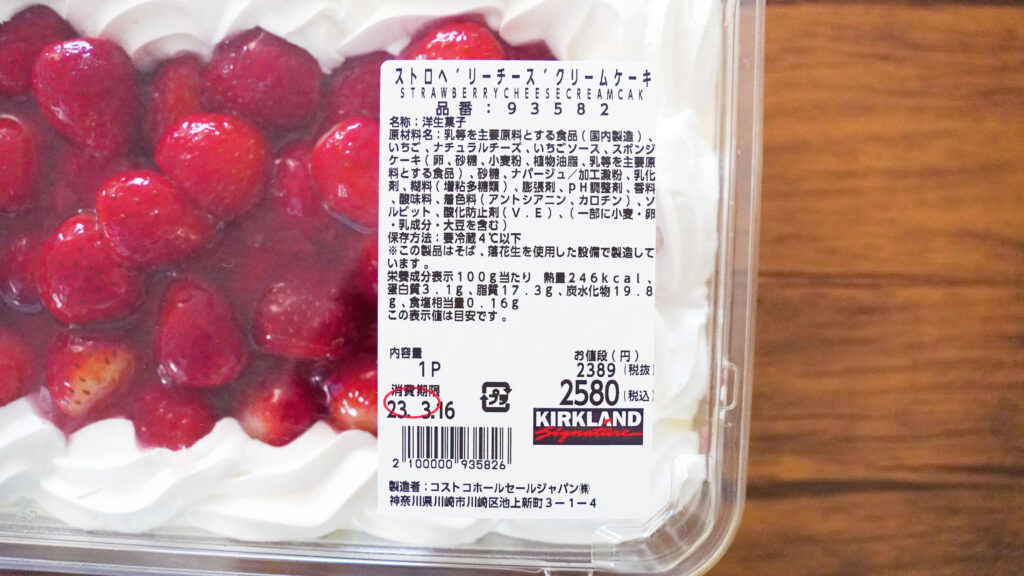 ストロベリーチーズクリームケーキ
STRAWBERRYCHEESECREAMCAK
品番:93582
名称:洋生菓子
原材料名:乳等を主要原料とする食品(国内製造)、
いちご、ナチュラルチーズ、いちごソース、スポンジ
ケーキ(卵、砂糖、小麦粉、植物油脂、乳等を主要原
料とする食品)、砂糖、ナパージュ/加工澱粉、乳化
剤、糊料(増粘多糖類)、膨張剤、pH調整剤、香料
、酸味料、着色料(アントシアニン、カロチン)、ソ
ルビット、酸化防止剤(V.E)、(一部に小麦・卵
・乳成分・大豆を含む)
保存方法:要冷蔵4℃以下
※この製品はそば、落花生を使用した設備で製造して
います。
栄養成分表示100g当たり 熱量246kcal、
蛋白質3.1g、脂質17.3g、炭水化物19.8
g、食塩相当量0.16g
この表示値は目安です。
内容量 お値段(円)
1P 2389(税抜)
消費期限 2580(税込)
23. 3.16 プラ
KIRKLAND
Signature
2 100000 935826
製造者:コストコホールセールジャパン㈱
神奈川県川崎市川崎区池上新町3-1-4